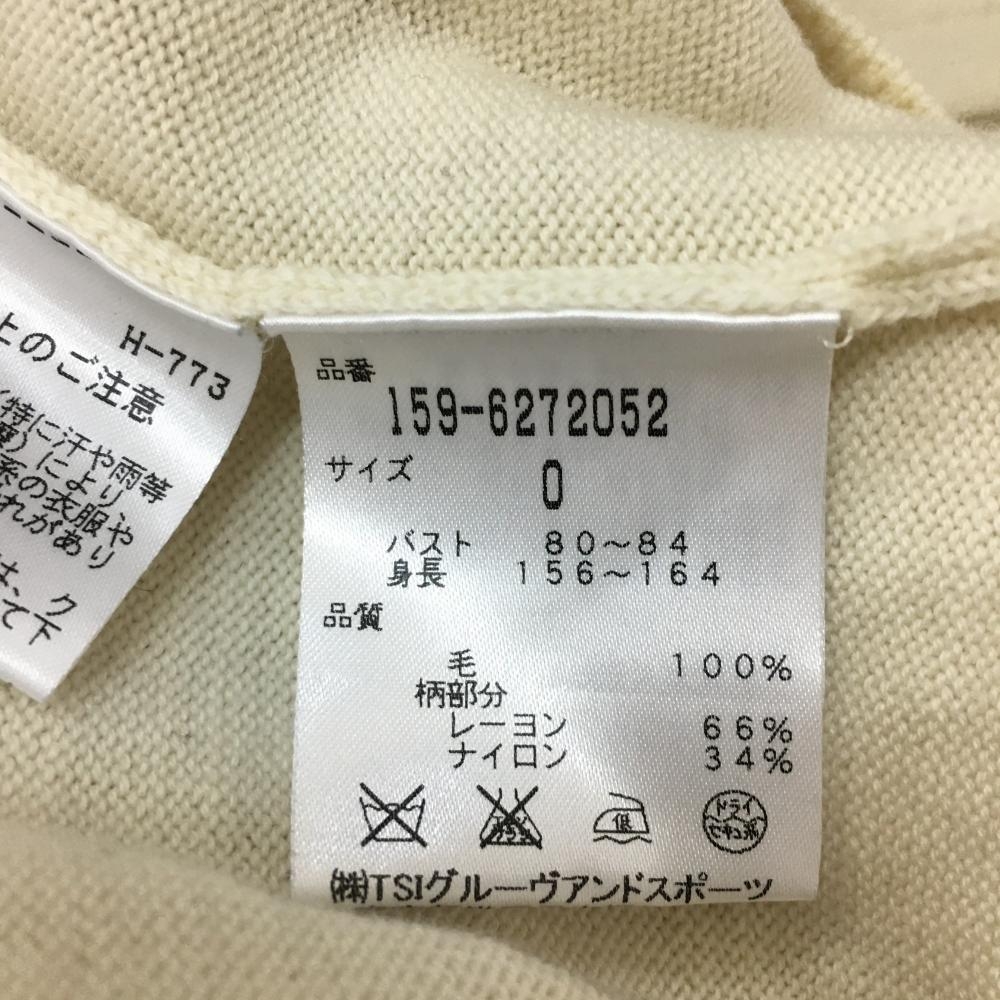 H-773
上のご注意
(特に汗や雨等
により、
系の衣服や
れがあり
は、ク
て下
品番
159-6272052
サイズ
0
バスト 80～84
身長 156～164
品質
毛 100%
柄部分
レーヨン 66%
ナイロン 34%
低
ドライ
セキユ系
㈱TSIグルーヴアンドスポーツ